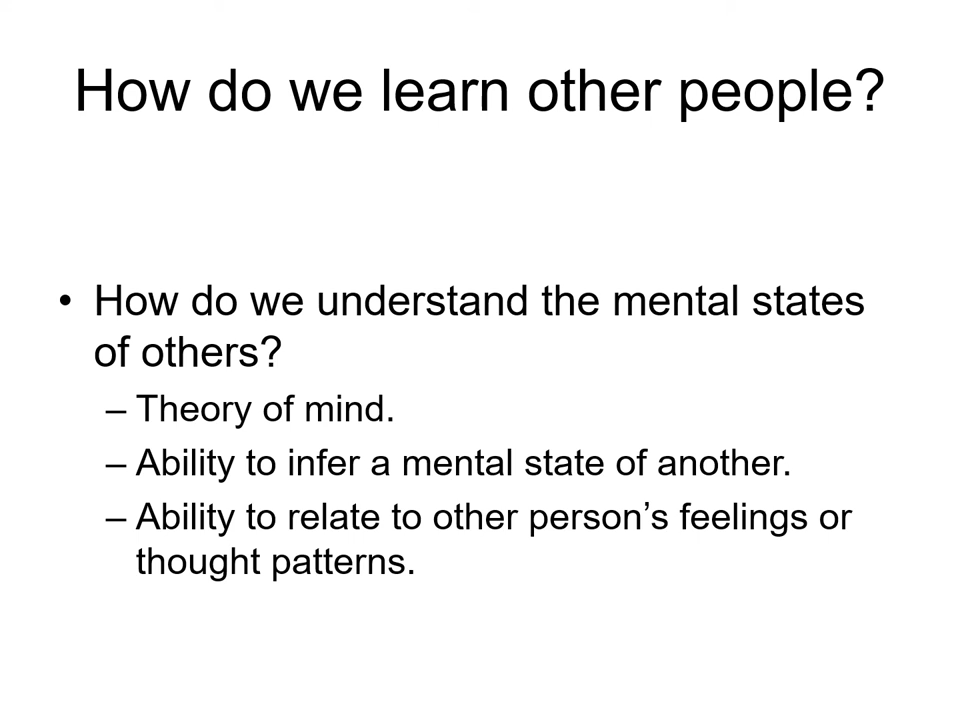 How do we learn other people?
• How do we understand the mental states
of others?
– Theory of mind.
– Ability to infer a mental state of another.
– Ability to relate to other person’s feelings or
thought patterns.